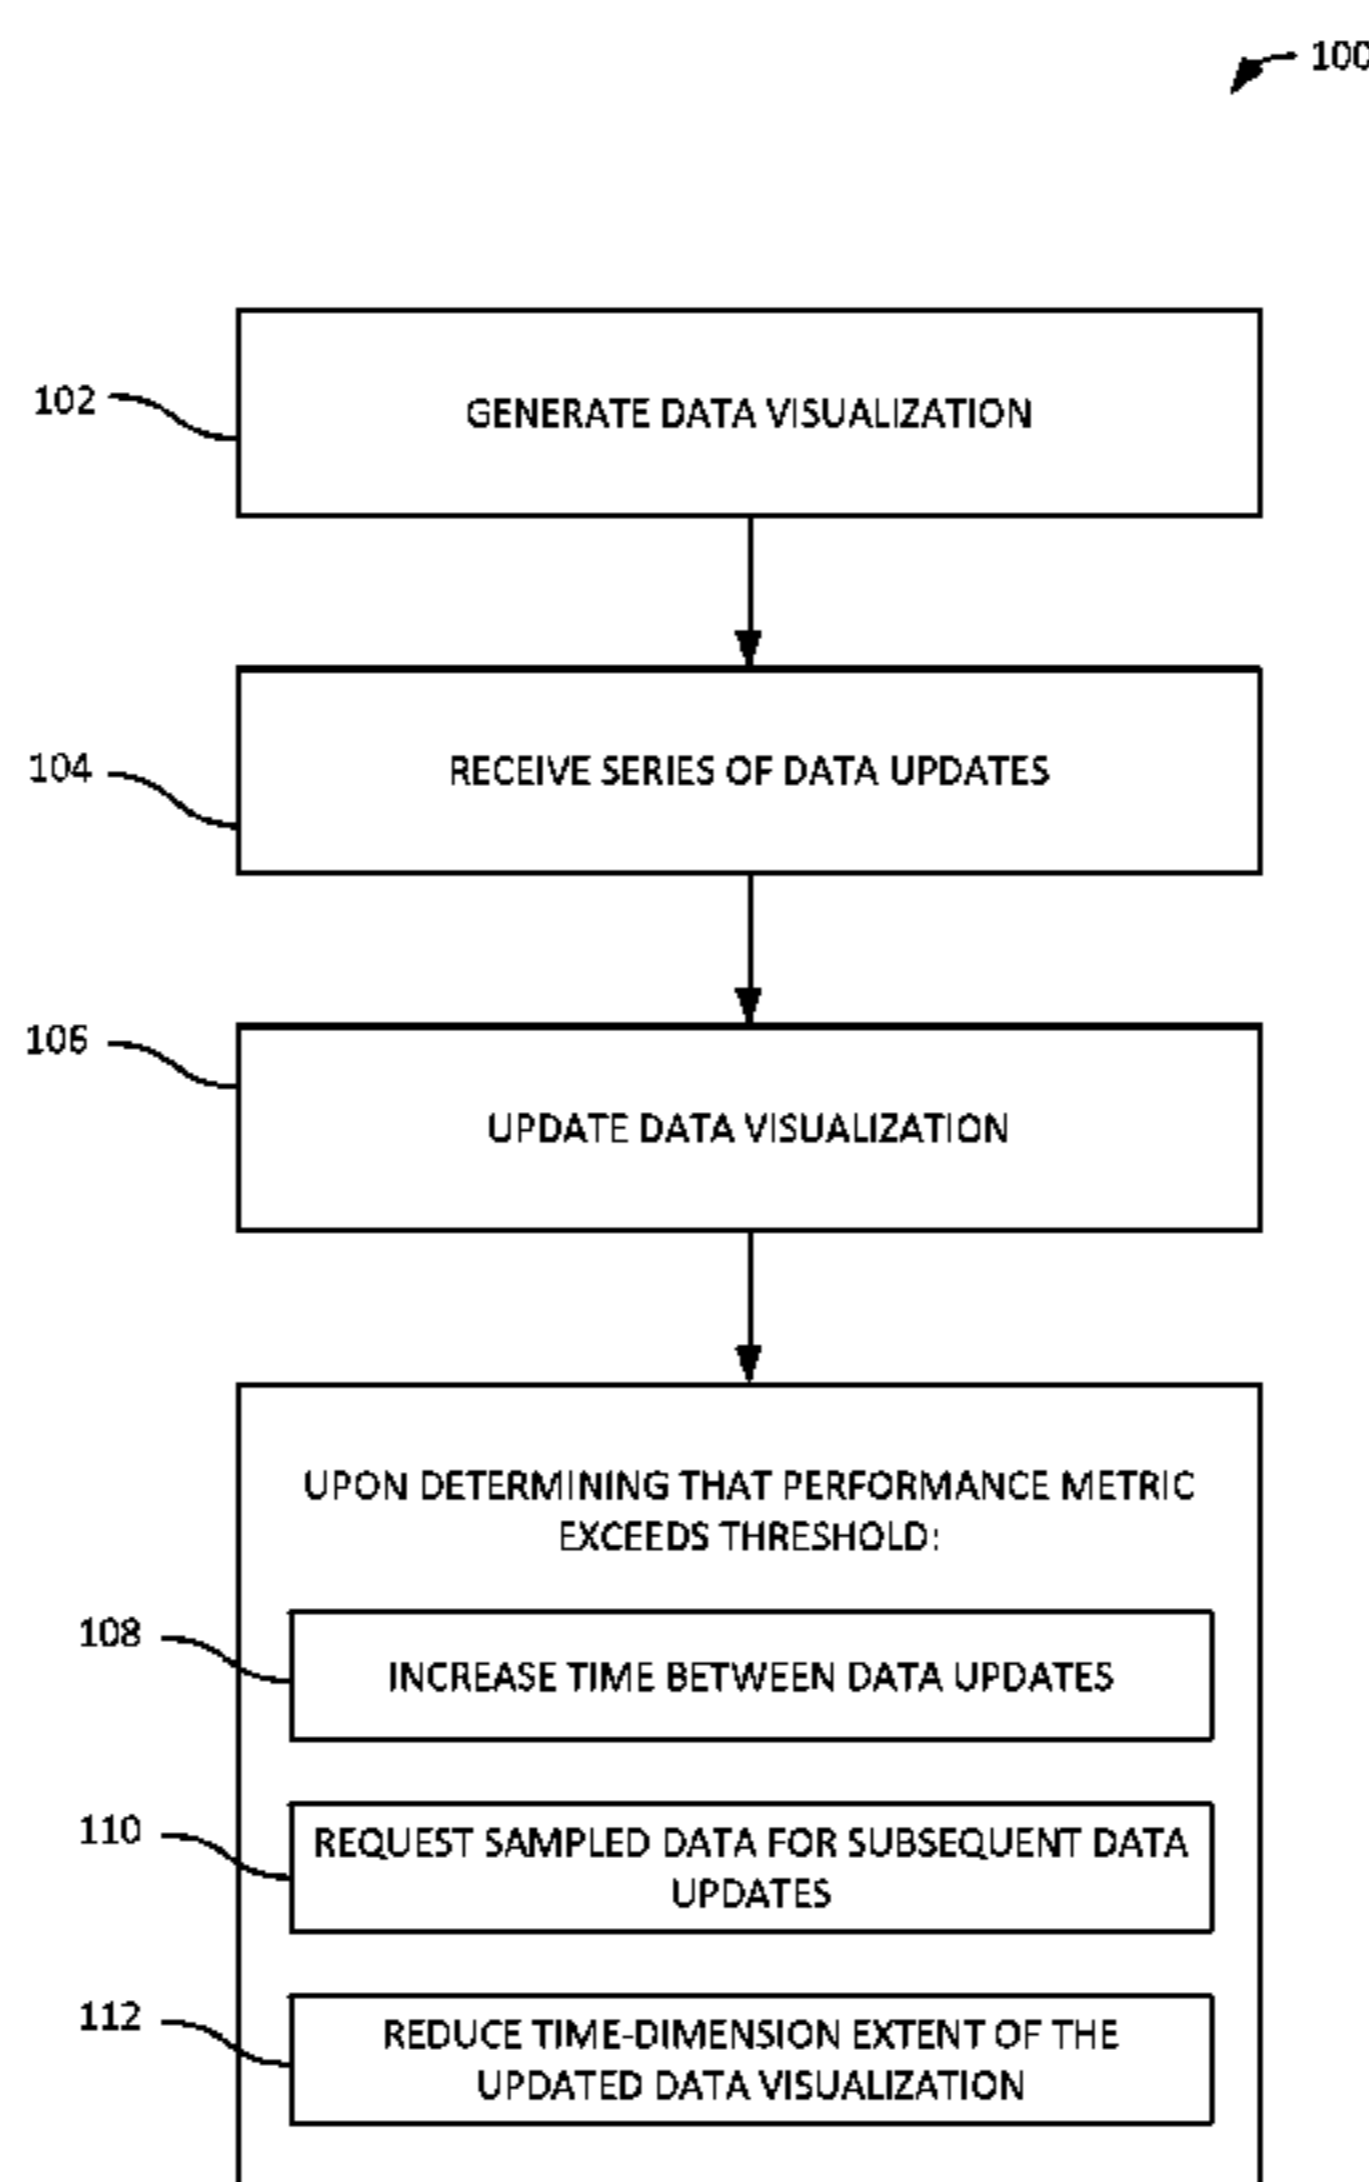 100
102
GENERATE DATA VISUALIZATION
104
RECEIVE SERIES OF DATA UPDATES
106
UPDATE DATA VISUALIZATION
UPON DETERMINING THAT PERFORMANCE METRIC
EXCEEDS THRESHOLD:
108
INCREASE TIME BETWEEN DATA UPDATES
110
REQUEST SAMPLED DATA FOR SUBSEQUENT DATA
UPDATES
112
REDUCE TIME-DIMENSION EXTENT OF THE
UPDATED DATA VISUALIZATION